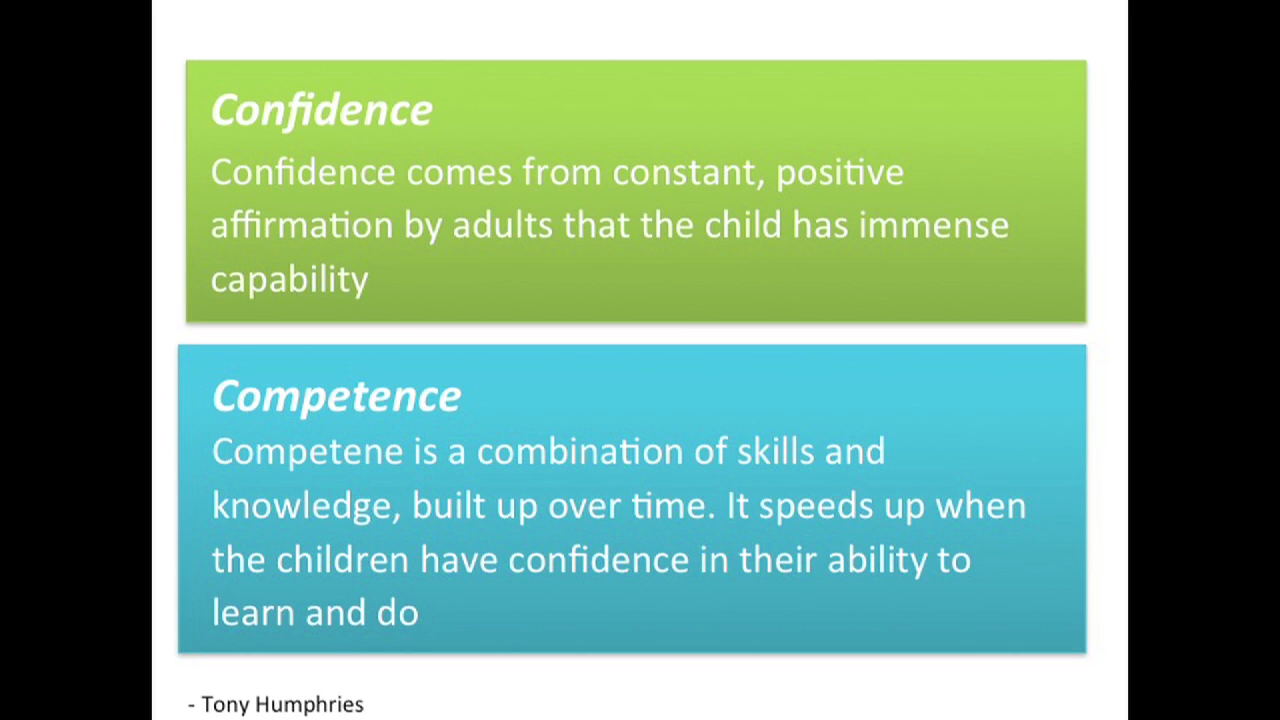 Confidence
Confidence comes from constant, positive
affirmation by adults that the child has immense
capability
Competence
Competene is a combination of skills and
knowledge, built up over time. It speeds up when
the children have confidence in their ability to
learn and do
- Tony Humphries